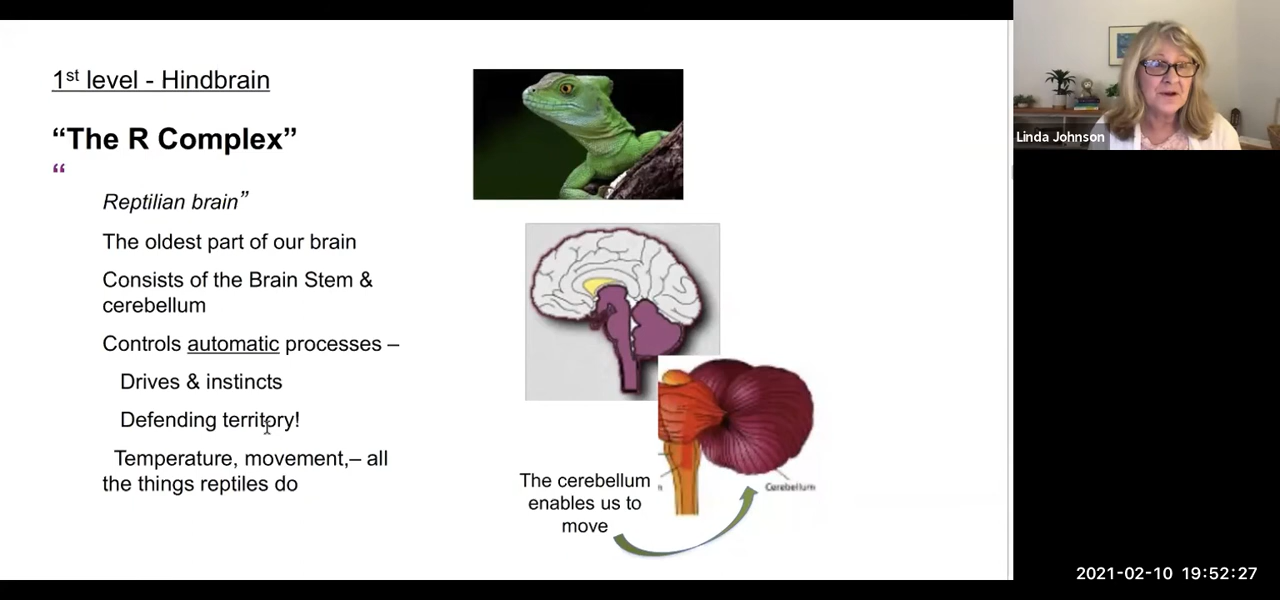 1st level - Hindbrain
“The R Complex”
“
Reptilian brain”
The oldest part of our brain
Consists of the Brain Stem &
cerebellum
Controls automatic processes –
Drives & instincts
Defending territory!
Temperature, movement,– all
the things reptiles do
The cerebellum
enables us to
move
Cerebellum
Linda Johnson
2021-02-10 19:52:27